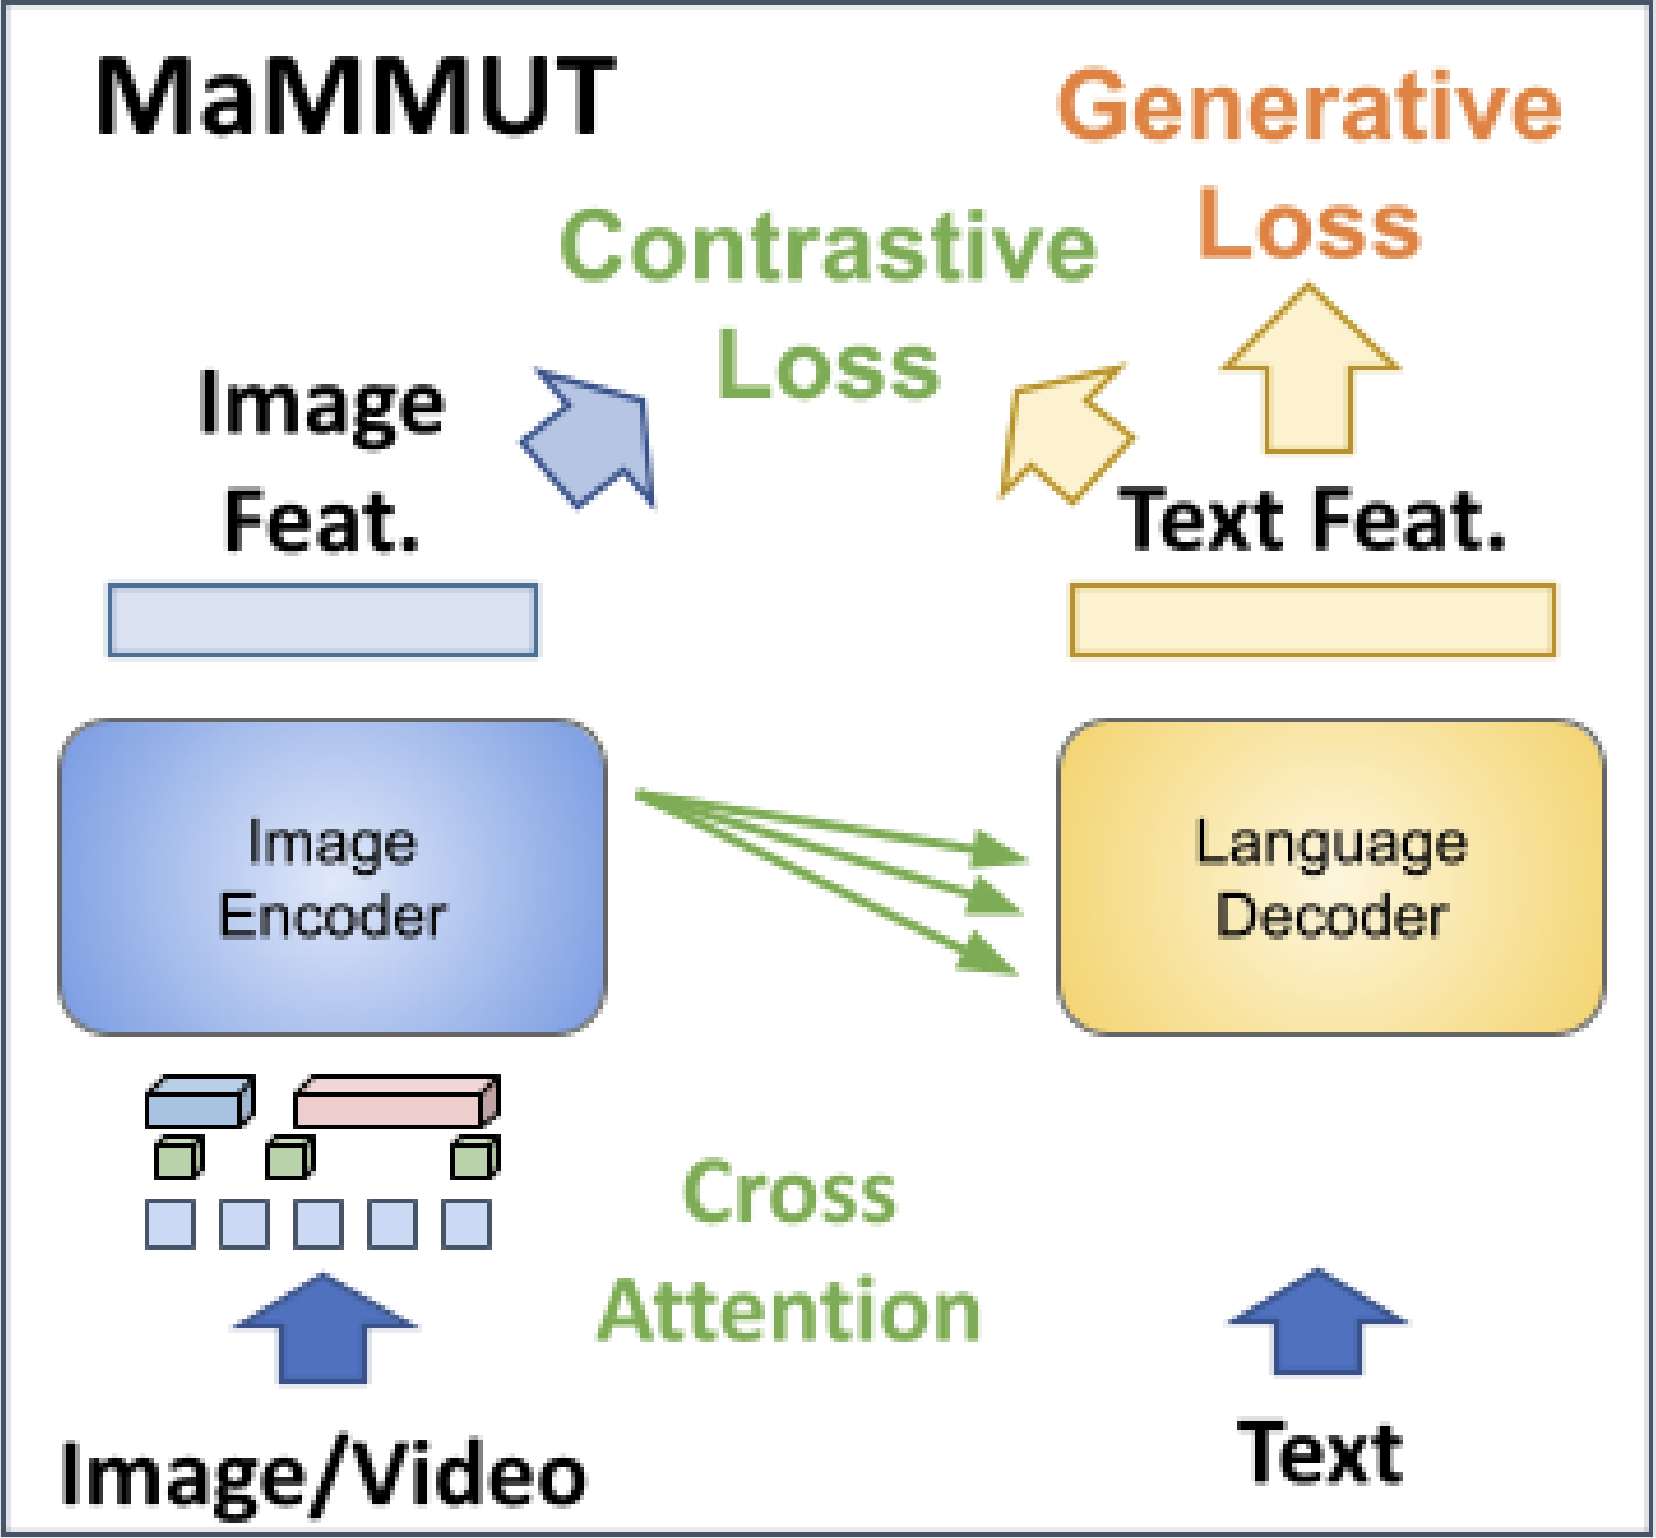 MaMMUT
Generative
Loss
Contrastive
Loss
Image
Feat.
Text Feat.
Image
Encoder
Language
Decoder
Cross
Attention
Image/Video
Text